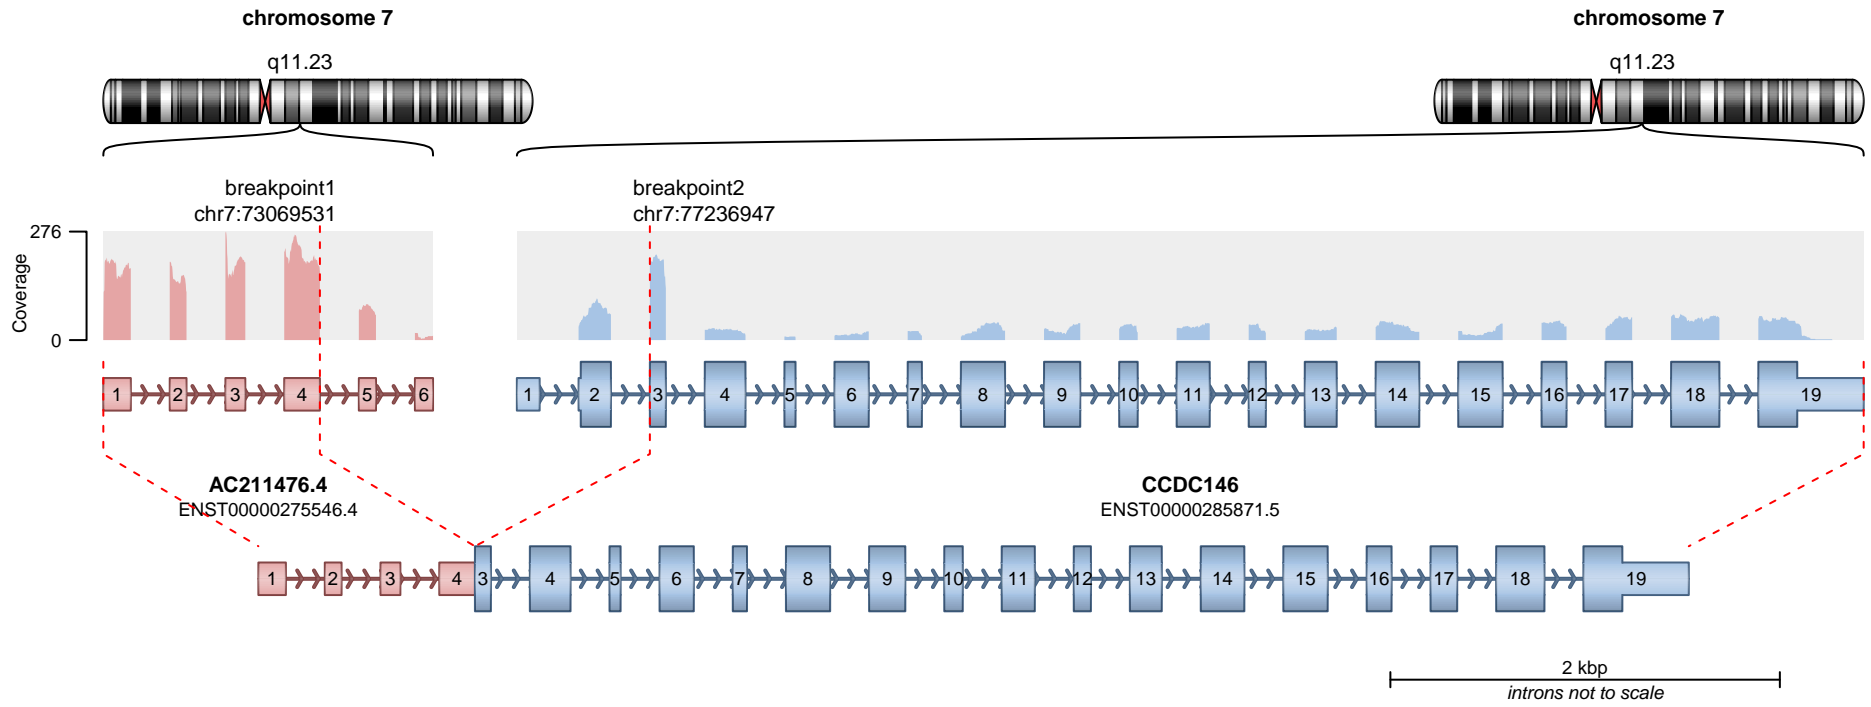 chromosome 7
chromosome 7
q11.23
q11.23
breakpoint1
chr7:73069531
breakpoint2
chr7:77236947
276
Coverage
0
1 2 3 4 5 6
1 2 3 4 5 6 7 8 9 10 11 12 13 14 15 16 17 18 19
AC211476.4
ENST00000275546.4
CCDC146
ENST00000285871.5
1 2 3 4 3 4 5 6 7 8 9 10 11 12 13 14 15 16 17 18 19
2 kbp
introns not to scale